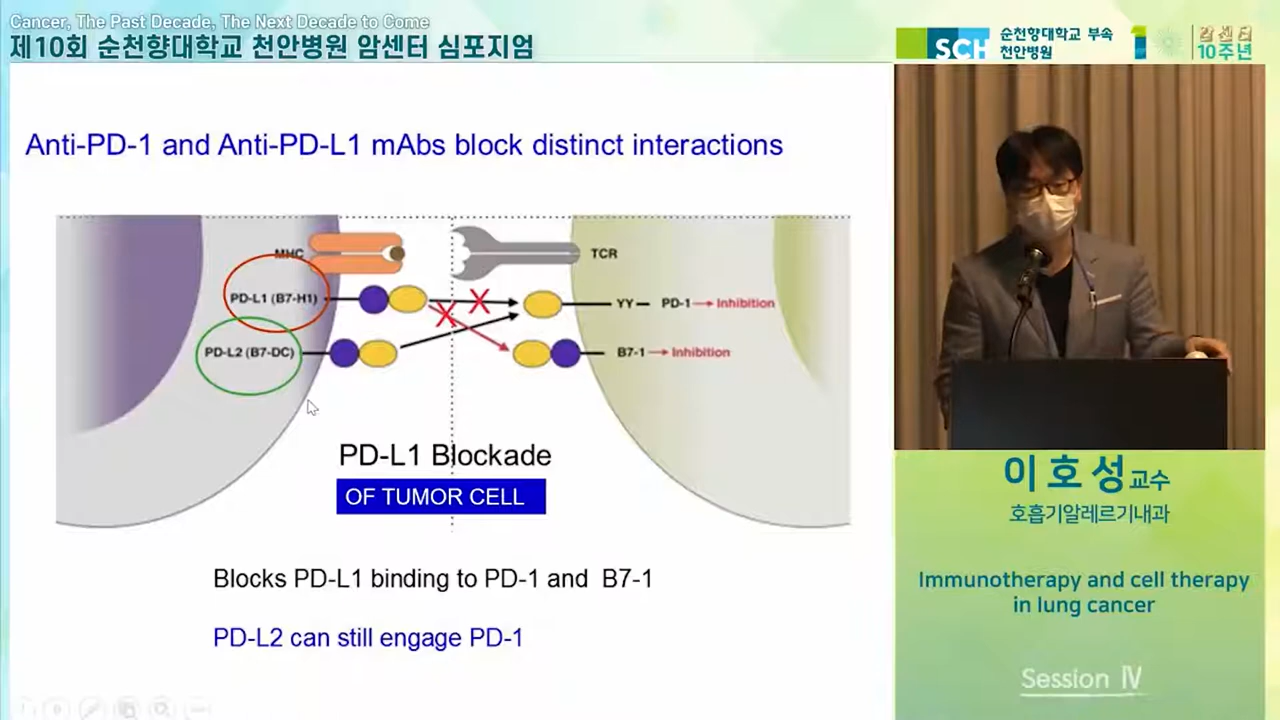 Cancer, The Past Decade, The Next Decade to Come
제10회 순천향대학교 천안병원 암센터 심포지엄
SCH
순천향대학교 부속
천안병원
암센터
10주년
Anti-PD-1 and Anti-PD-L1 mAbs block distinct interactions
MHC
TCR
PD-L1 (B7-H1)
YY
PD-1
Inhibition
PD-L2 (B7-DC)
B7-1
Inhibition
PD-L1 Blockade
OF TUMOR CELL
Blocks PD-L1 binding to PD-1 and B7-1
PD-L2 can still engage PD-1
이호성 교수
호흡기알레르기내과
Immunotherapy and cell therapy
in lung cancer
Session Ⅳ